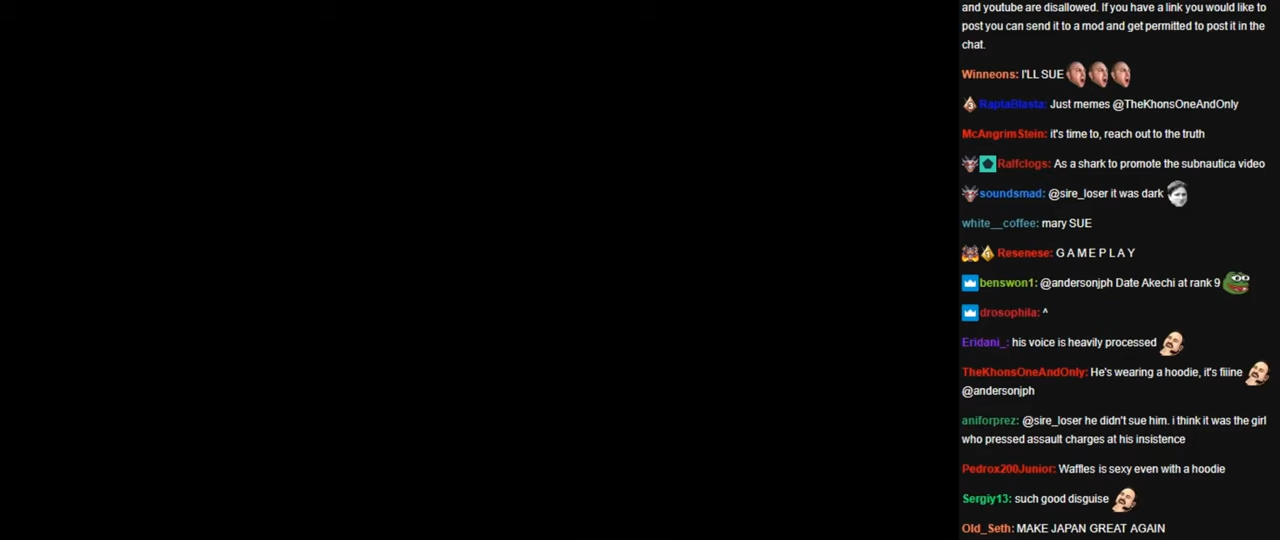 and youtube are disallowed. If you have a link you would like to
post you can send it to a mod and get permitted to post it in the
chat.
Winneons: I'LL SUE
3 RaptaBlasta: Just memes @TheKhonsOneAndOnly
McAngrimStein: it's time to, reach out to the truth
Ralfclogs: As a shark to promote the subnautica video
soundsmad: @sire_loser it was dark
white__coffee: mary SUE
1 Resenese: G A M E P L A Y
benswon1: @andersonjph Date Akechi at rank 9
drosophila: ^
Eridani_: his voice is heavily processed
TheKhonsOneAndOnly: He's wearing a hoodie, it's fiiine
@andersonjph
aniforprez: @sire_loser he didn't sue him. i think it was the girl
who pressed assault charges at his insistence
Pedrox200Junior: Waffles is sexy even with a hoodie
Sergiy13: such good disguise
Old_Seth: MAKE JAPAN GREAT AGAIN